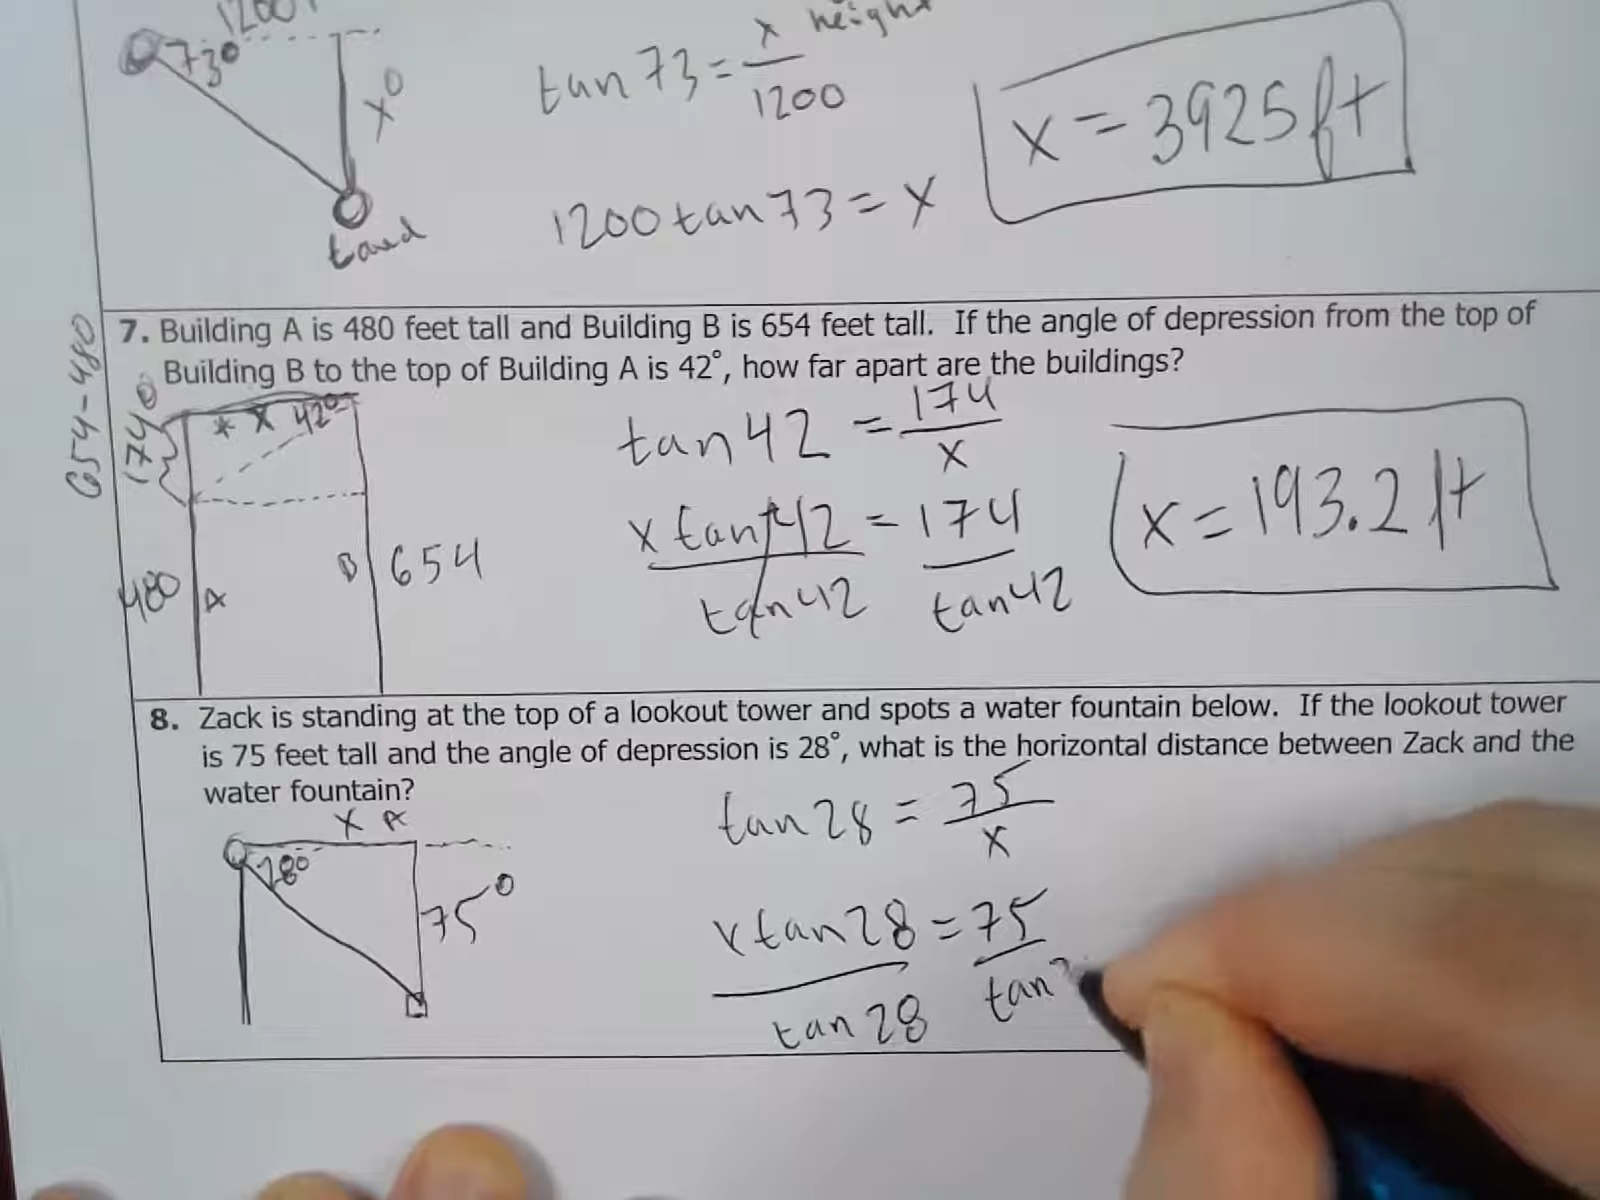 1200
73°
x°
tan 73 = x/1200
height
x = 3925 ft
1200 tan 73 = x
7. Building A is 480 feet tall and Building B is 654 feet tall. If the angle of depression from the top of
Building B to the top of Building A is 42°, how far apart are the buildings?
654-480
174 o
* x 42°
480 A
B 654
tan 42 = 174/x
x tan 42 = 174
tan 42 tan 42
x = 193.2 ft
8. Zack is standing at the top of a lookout tower and spots a water fountain below. If the lookout tower
is 75 feet tall and the angle of depression is 28°, what is the horizontal distance between Zack and the
water fountain?
x A
28°
75 o
tan 28 = 75/x
x tan 28 = 75
tan 28 tan